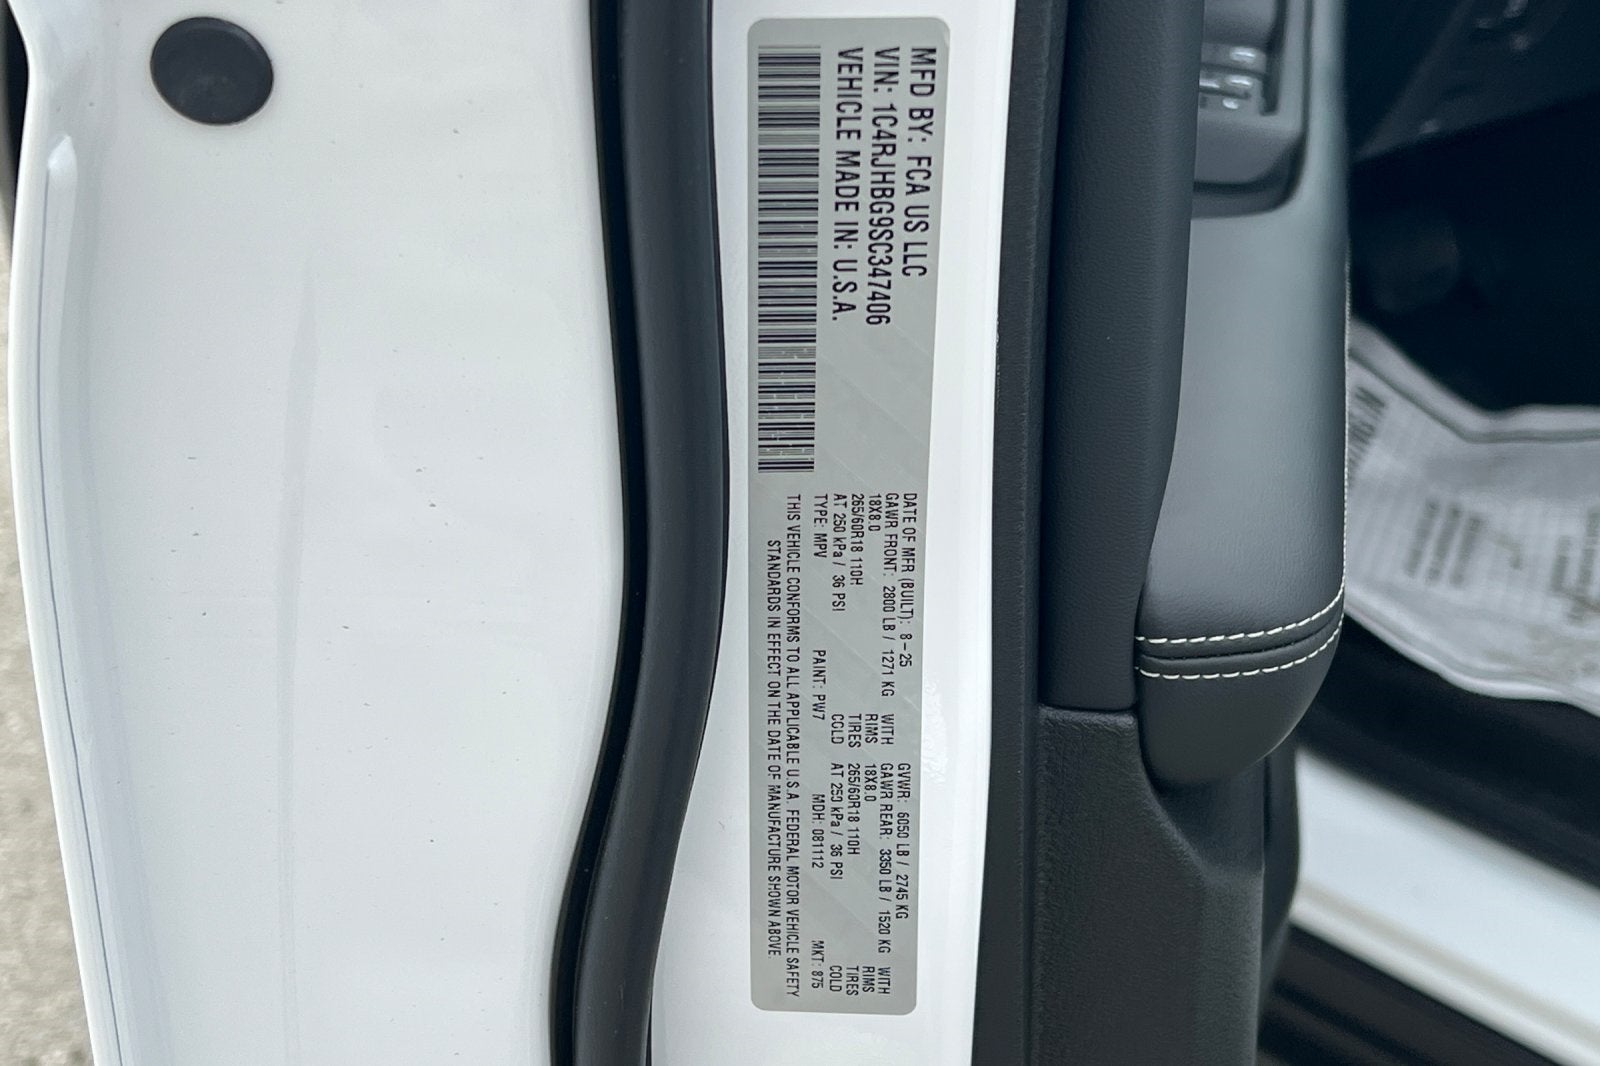 MFD BY: FCA US LLC
VIN: 1C4RJHBG9SC347406
VEHICLE MADE IN: U.S.A.
DATE OF MFR (BUILT): 8-25 GVWR: 6050 LB / 2745 KG
GAWR FRONT: 2800 LB / 1271 KG WITH GAWR REAR: 3350 LB / 1520 KG WITH
18X8.0 RIMS 18X8.0 RIMS
265/60R18 110H TIRES 265/60R18 110H TIRES
AT 250 kPa / 36 PSI COLD AT 250 kPa / 36 PSI COLD
TYPE: MPV PAINT: PW7 MDH: 081112 MKT: 875
THIS VEHICLE CONFORMS TO ALL APPLICABLE U.S.A. FEDERAL MOTOR VEHICLE SAFETY
STANDARDS IN EFFECT ON THE DATE OF MANUFACTURE SHOWN ABOVE.